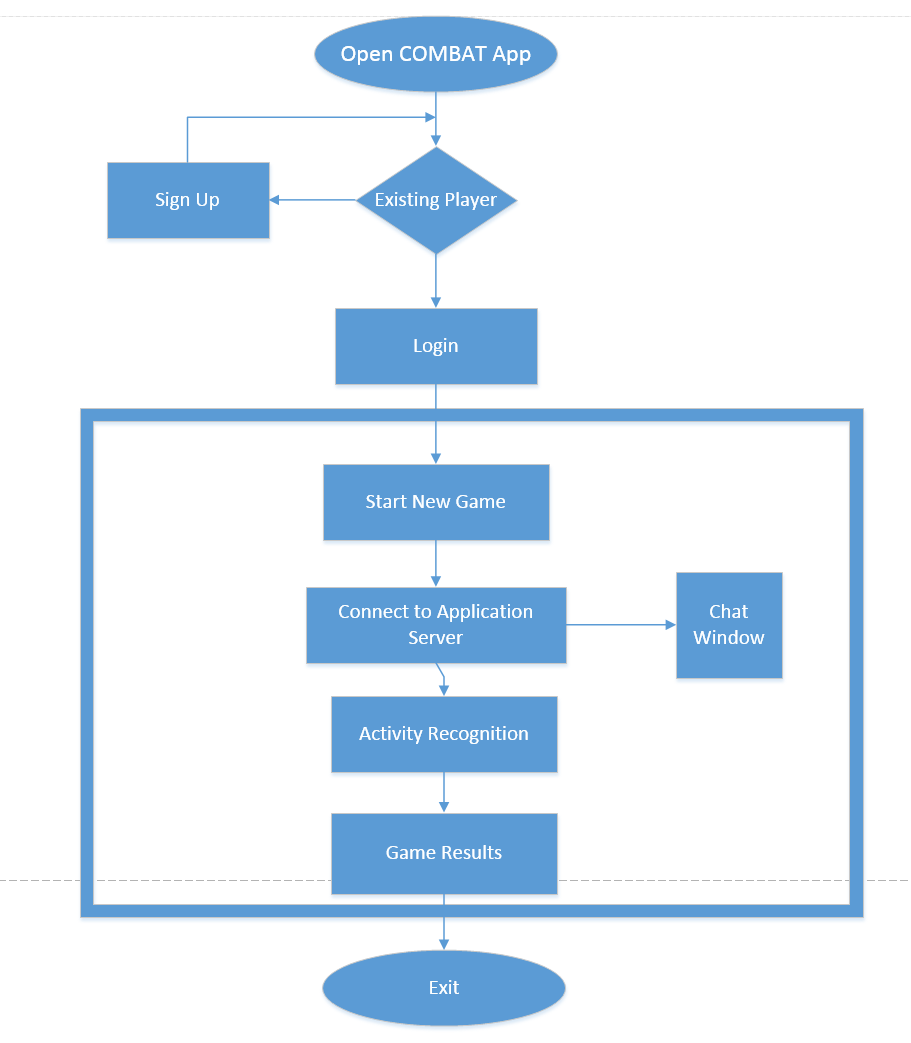 Open COMBAT App
Sign Up
Existing Player
Login
Start New Game
Connect to Application
Server
Chat
Window
Activity Recognition
Game Results
Exit